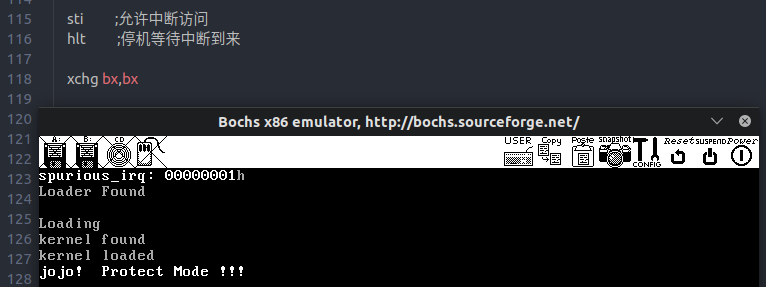 115 sti ;允许中断访问
116 hlt ;停机等待中断到来
117
118 xchg bx,bx
119
120 Bochs x86 emulator, http://bochs.sourceforge.net/
121 A: B: CD USER Copy Paste snapshot CONFIG Reset SUSPEND Power
122
123 spurious_irq: 00000001h
124 Loader Found
125
Loading
126 kernel found
127 kernel loaded
128 jojo! Protect Mode !!!